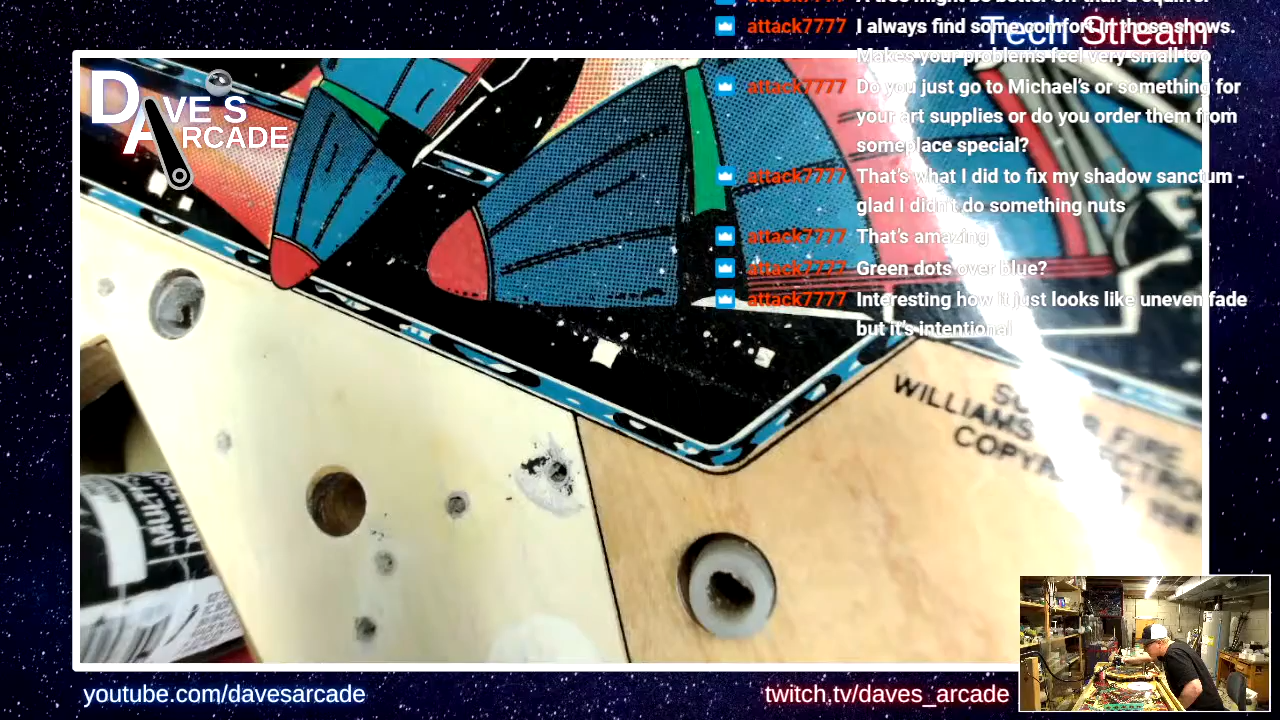 attack7777 I always find some comfort in those shows.
Makes your problems feel very small too
Tech Stream
attack7777 Do you just go to Michael's or something for
your art supplies or do you order them from
someplace special?
attack7777 That's what I did to fix my shadow sanctum -
glad I didn't do something nuts
attack7777 That's amazing
attack7777 Green dots over blue?
attack7777 Interesting how it just looks like uneven fade
but it's intentional
DAVE'S
ARCADE
WILLIAMS
MULTI
youtube.com/davesarcade
twitch.tv/daves_arcade